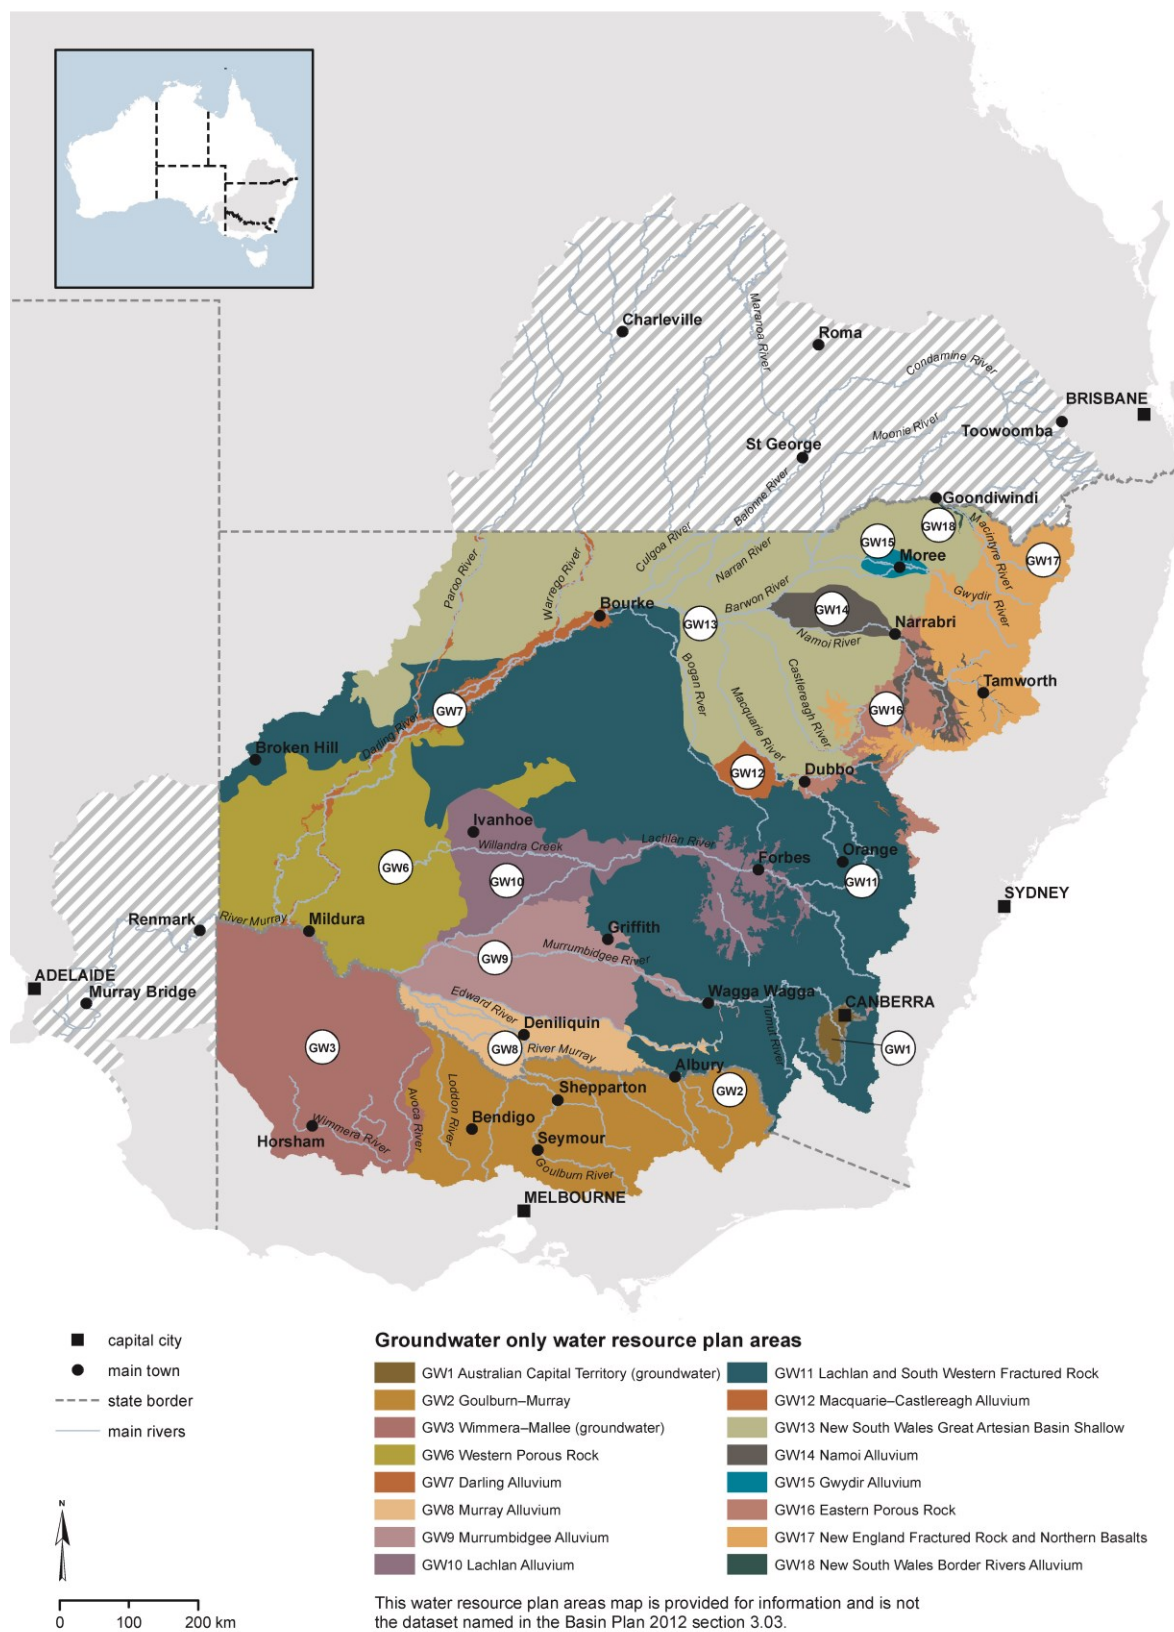 Charleville
Maranoa River
Roma
Condamine River
BRISBANE
Toowoomba
Moonie River
St George
Balonne River
Goondiwindi
GW18
Macintyre River
GW15
Moree
GW17
Culgoa River
Narran River
Paroo River
Warrego River
Gwydir River
Bourke
Barwon River
GW14
GW13
Namoi River
Narrabri
Bogan River
Castlereagh River
Tamworth
Macquarie River
GW16
GW7
Darling River
Broken Hill
GW12
Dubbo
Ivanhoe
Willandra Creek
Lachlan River
Forbes
Orange
GW6
GW10
GW11
SYDNEY
Renmark
River Murray
Mildura
Griffith
GW9
Murrumbidgee River
ADELAIDE
Murray Bridge
Edward River
Wagga Wagga
CANBERRA
Deniliquin
Tumut River
GW3
GW8
River Murray
GW1
Albury
GW2
Shepparton
Avoca River
Loddon River
Bendigo
Horsham
Wimmera River
Seymour
Goulburn River
MELBOURNE
capital city
main town
state border
main rivers
N
0 100 200 km
Groundwater only water resource plan areas
GW1 Australian Capital Territory (groundwater)
GW2 Goulburn–Murray
GW3 Wimmera–Mallee (groundwater)
GW6 Western Porous Rock
GW7 Darling Alluvium
GW8 Murray Alluvium
GW9 Murrumbidgee Alluvium
GW10 Lachlan Alluvium
GW11 Lachlan and South Western Fractured Rock
GW12 Macquarie–Castlereagh Alluvium
GW13 New South Wales Great Artesian Basin Shallow
GW14 Namoi Alluvium
GW15 Gwydir Alluvium
GW16 Eastern Porous Rock
GW17 New England Fractured Rock and Northern Basalts
GW18 New South Wales Border Rivers Alluvium
This water resource plan areas map is provided for information and is not
the dataset named in the Basin Plan 2012 section 3.03.